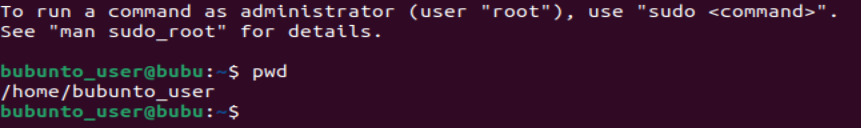 To run a command as administrator (user "root"), use "sudo <command>".
See "man sudo_root" for details.
bubunto_user@bubu:~$ pwd
/home/bubunto_user
bubunto_user@bubu:~$